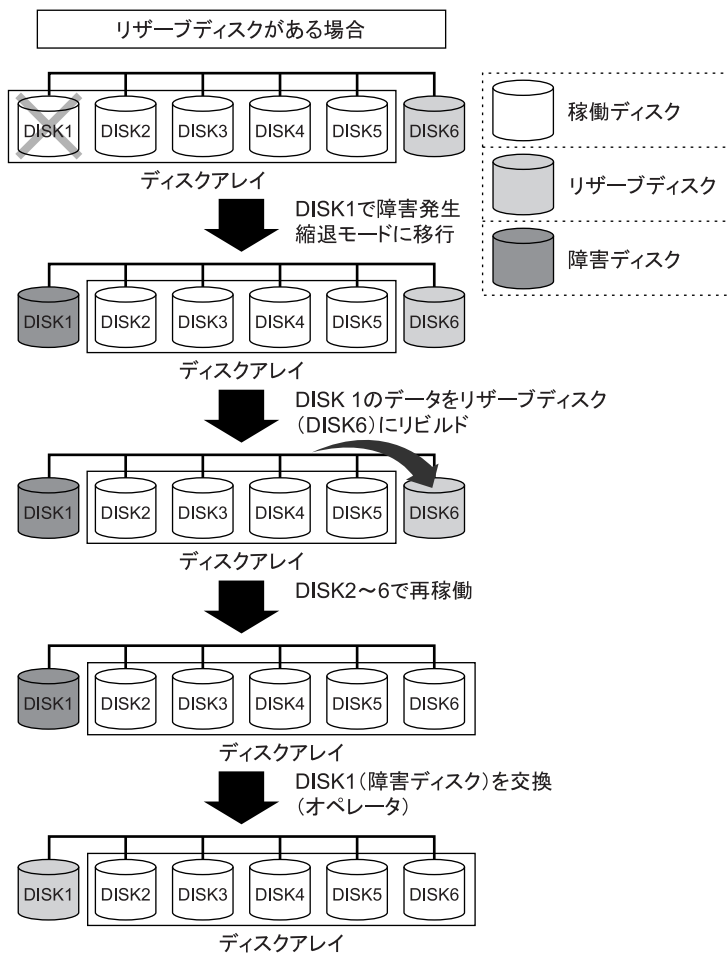 リザーブディスクがある場合
DISK1 DISK2 DISK3 DISK4 DISK5 DISK6
ディスクアレイ
稼働ディスク
リザーブディスク
障害ディスク
DISK1で障害発生
縮退モードに移行
DISK1 DISK2 DISK3 DISK4 DISK5 DISK6
ディスクアレイ
DISK 1のデータをリザーブディスク
(DISK6)にリビルド
DISK1 DISK2 DISK3 DISK4 DISK5 DISK6
ディスクアレイ
DISK2~6で再稼働
DISK1 DISK2 DISK3 DISK4 DISK5 DISK6
ディスクアレイ
DISK1(障害ディスク)を交換
(オペレータ)
DISK1 DISK2 DISK3 DISK4 DISK5 DISK6
ディスクアレイ